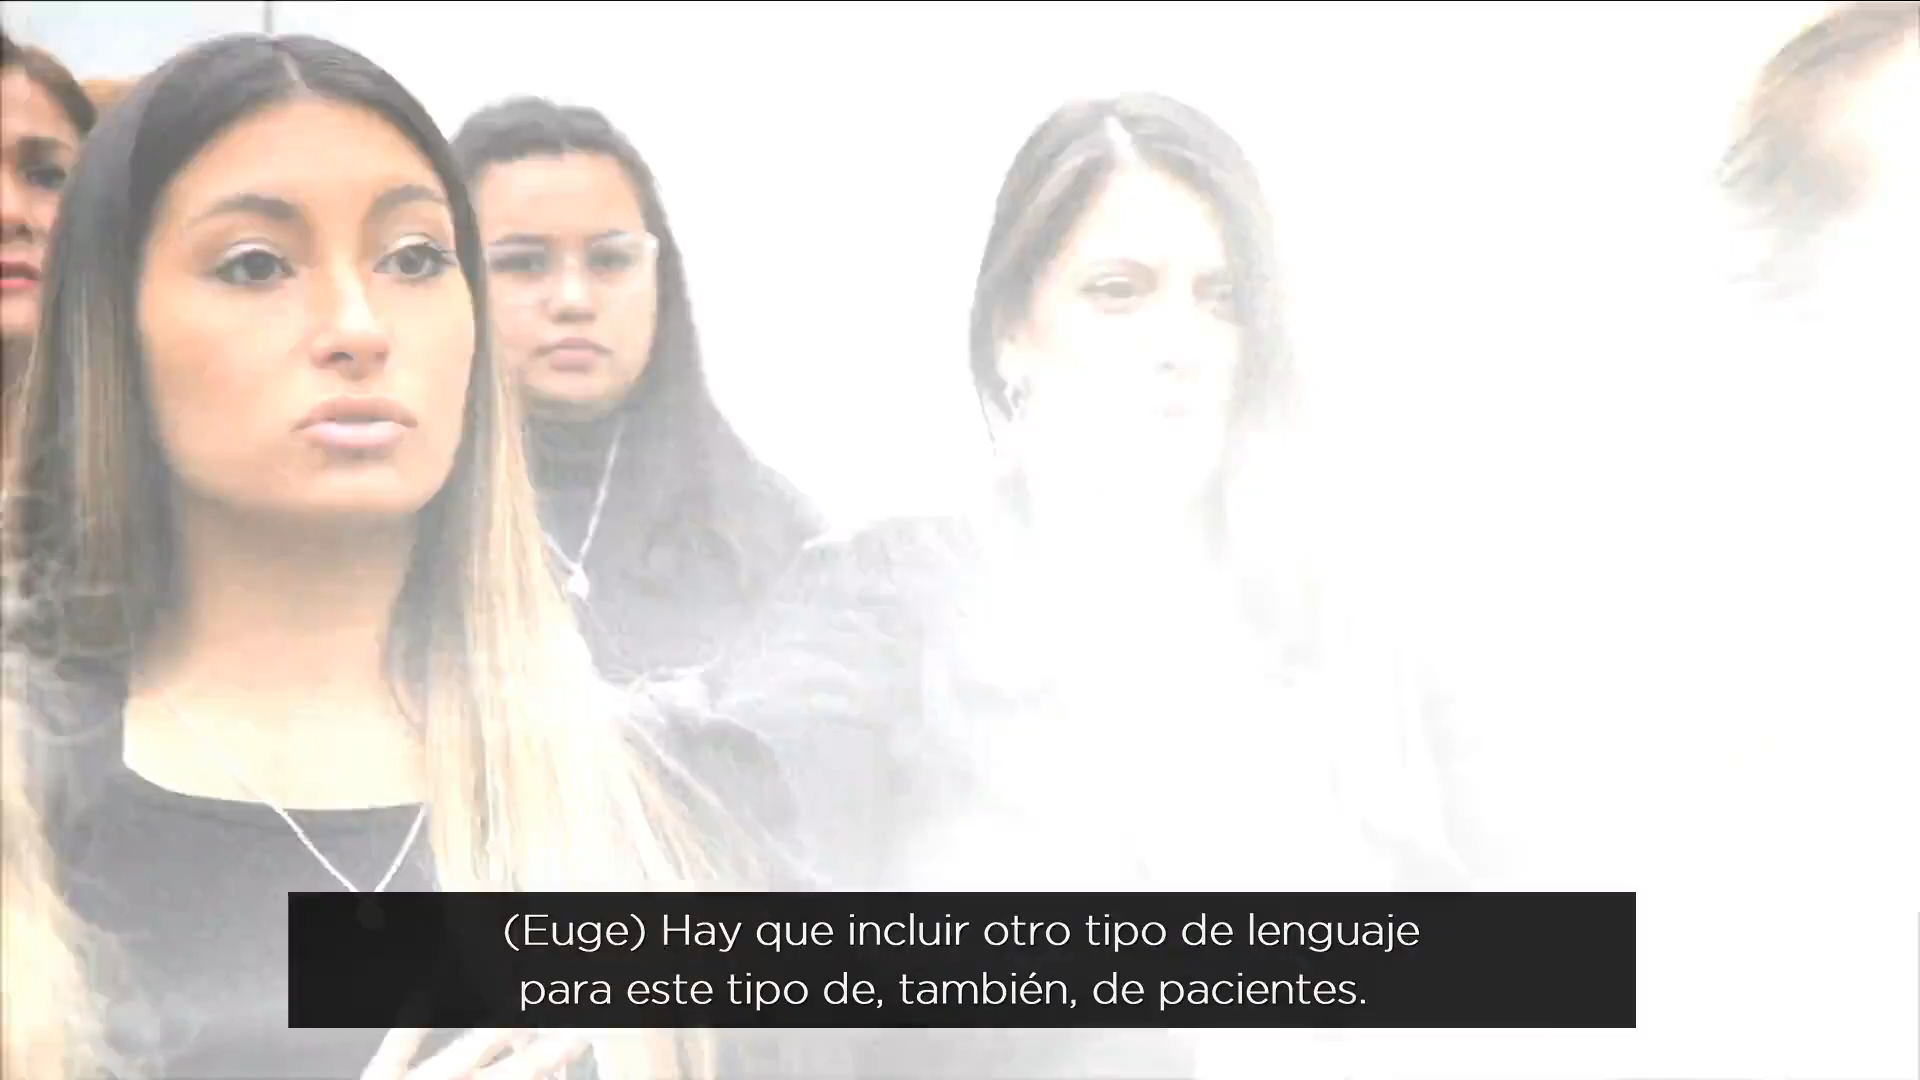 (Euge) Hay que incluir otro tipo de lenguaje
para este tipo de, también, de pacientes.